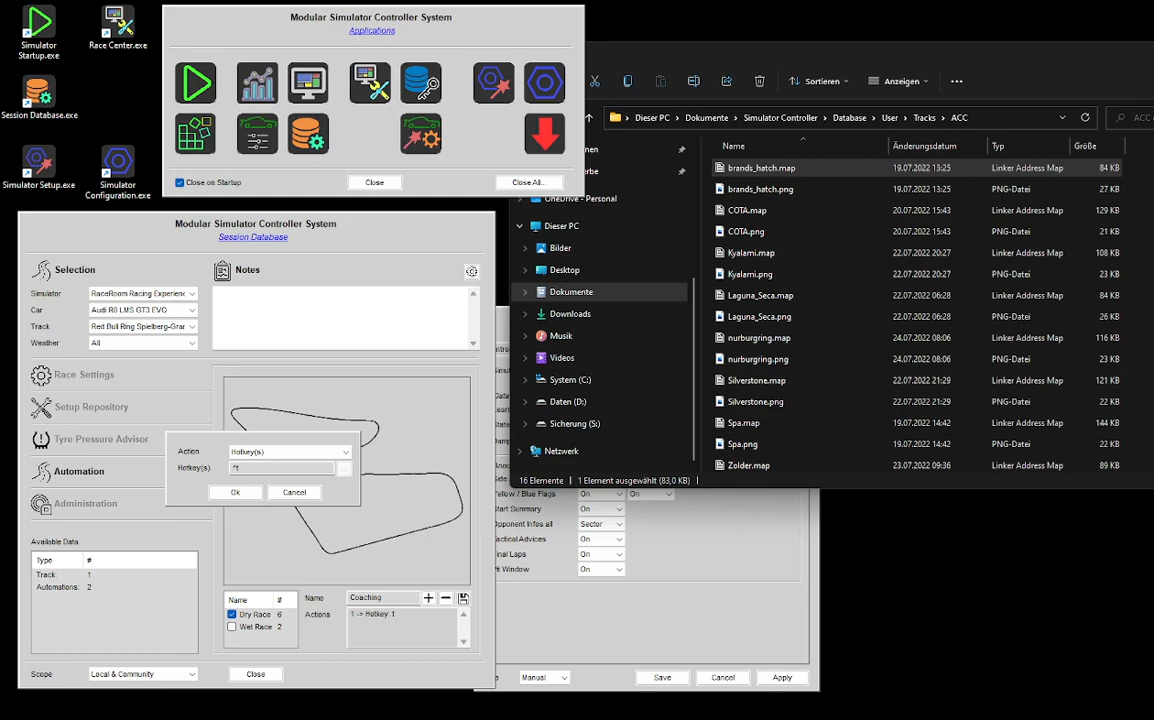 Simulator Startup.exe
Race Center.exe
Session Database.exe
Simulator Setup.exe
Simulator Configuration.exe
Modular Simulator Controller System
Applications
Close on Startup
Close
Close All...
Sortieren
Anzeigen
Dieser PC
Dokumente
Simulator Controller
Database
User
Tracks
ACC
ACC
Name
Änderungsdatum
Typ
Größe
brands_hatch.map 19.07.2022 13:25 Linker Address Map 84 KB
brands_hatch.png 19.07.2022 13:25 PNG-Datei 27 KB
COTA.map 20.07.2022 15:43 Linker Address Map 129 KB
COTA.png 20.07.2022 15:43 PNG-Datei 21 KB
Kyalami.map 22.07.2022 20:27 Linker Address Map 108 KB
Kyalami.png 22.07.2022 20:27 PNG-Datei 23 KB
Laguna_Seca.map 22.07.2022 06:28 Linker Address Map 84 KB
Laguna_Seca.png 22.07.2022 06:28 PNG-Datei 26 KB
nurburgring.map 24.07.2022 08:06 Linker Address Map 84 KB
nurburgring.png 24.07.2022 08:06 PNG-Datei 23 KB
Silverstone.map 22.07.2022 21:29 Linker Address Map 121 KB
Silverstone.png 22.07.2022 21:29 PNG-Datei 22 KB
Spa.map 19.07.2022 14:42 Linker Address Map 144 KB
Spa.png 19.07.2022 14:42 PNG-Datei 22 KB
Zolder.map 23.07.2022 09:36 Linker Address Map 89 KB
OneDrive - Personal
Dieser PC
Bilder
Desktop
Dokumente
Downloads
Musik
Videos
System (C:)
Daten (D:)
Sicherung (S:)
Netzwerk
16 Elemente
1 Element ausgewählt (83,0 KB)
Modular Simulator Controller System
Session Database
Selection
Simulator RaceRoom Racing Experienc
Car Audi R8 LMS GT3 EVO
Track Red Bull Ring Spielberg-Gran
Weather All
Notes
Race Settings
Setup Repository
Tyre Pressure Advisor
Automation
Administration
Action Hotkey(s)
Hotkey(s) ^t
...
Ok
Cancel
Available Data
Type #
Track: 1
Automations: 2
Name #
Dry Race 6
Wet Race 2
Name Coaching
Actions 1 -> Hotkey: t
Scope Local & Community
Close
Yellow / Blue Flags On On
Start Summary On
Opponent Infos all Sector
Tactical Advices On
Final Laps On
Pit Window On
Manual
Save
Cancel
Apply